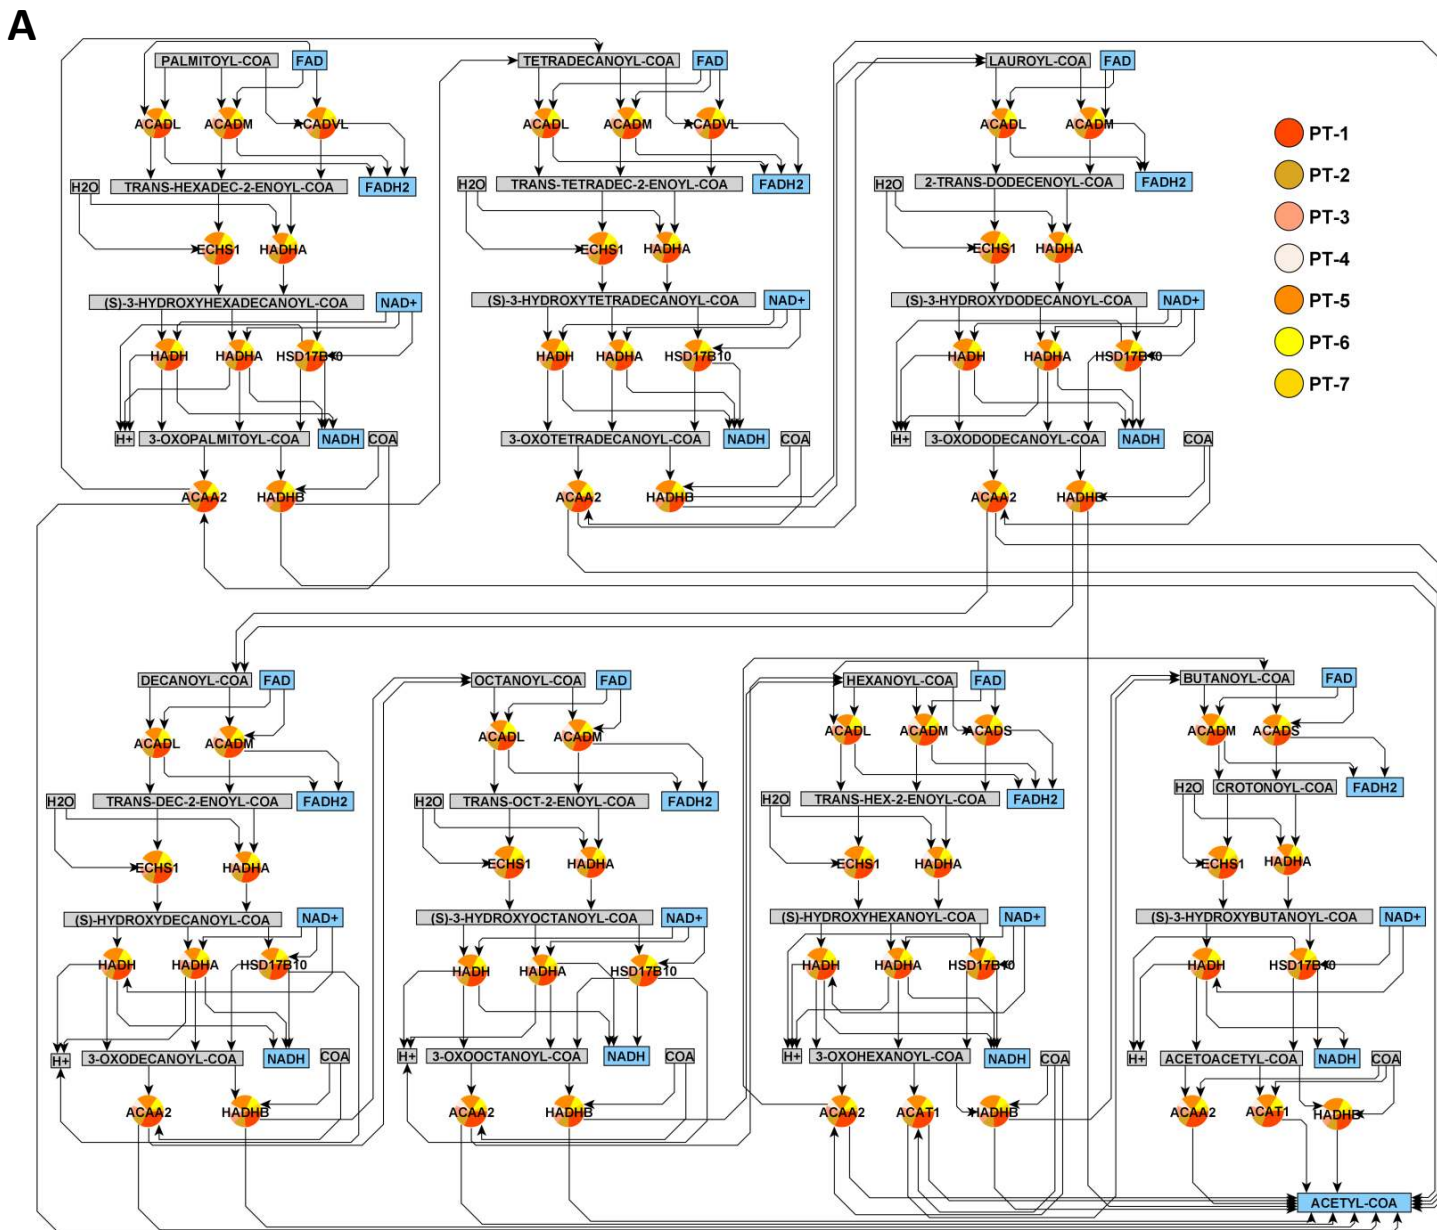 A
PALMITOYL-COA FAD
ACADL ACADM ACADVL
H2O TRANS-HEXADEC-2-ENOYL-COA FADH2
ECHS1 HADHA
(S)-3-HYDROXYHEXADECANOYL-COA NAD+
HADH HADHA HSD17B10
H+ 3-OXOPALMITOYL-COA NADH COA
ACAA2 HADHB
TETRADECANOYL-COA FAD
ACADL ACADM ACADVL
H2O TRANS-TETRADEC-2-ENOYL-COA FADH2
ECHS1 HADHA
(S)-3-HYDROXYTETRADECANOYL-COA NAD+
HADH HADHA HSD17B10
3-OXOTETRADECANOYL-COA NADH COA
ACAA2 HADHB
LAUROYL-COA FAD
ACADL ACADM
H2O 2-TRANS-DODECENOYL-COA FADH2
ECHS1 HADHA
(S)-3-HYDROXYDODECANOYL-COA NAD+
HADH HADHA HSD17B10
H+ 3-OXODODECANOYL-COA NADH COA
ACAA2 HADHB
PT-1
PT-2
PT-3
PT-4
PT-5
PT-6
PT-7
DECANOYL-COA FAD
ACADL ACADM
H2O TRANS-DEC-2-ENOYL-COA FADH2
ECHS1 HADHA
(S)-HYDROXYDECANOYL-COA NAD+
HADH HADHA HSD17B10
H+ 3-OXODECANOYL-COA NADH COA
ACAA2 HADHB
OCTANOYL-COA FAD
ACADL ACADM
H2O TRANS-OCT-2-ENOYL-COA FADH2
ECHS1 HADHA
(S)-3-HYDROXYOCTANOYL-COA NAD+
HADH HADHA HSD17B10
H+ 3-OXOOCTANOYL-COA NADH COA
ACAA2 HADHB
HEXANOYL-COA FAD
ACADL ACADM ACADS
H2O TRANS-HEX-2-ENOYL-COA FADH2
ECHS1 HADHA
(S)-HYDROXYHEXANOYL-COA NAD+
HADH HADHA HSD17B10
H+ 3-OXOHEXANOYL-COA NADH COA
ACAA2 ACAT1 HADHB
BUTANOYL-COA FAD
ACADM ACADS
H2O CROTONOYL-COA FADH2
ECHS1 HADHA
(S)-3-HYDROXYBUTANOYL-COA NAD+
HADH HSD17B10
H+ ACETOACETYL-COA NADH COA
ACAA2 ACAT1 HADHB
ACETYL-COA